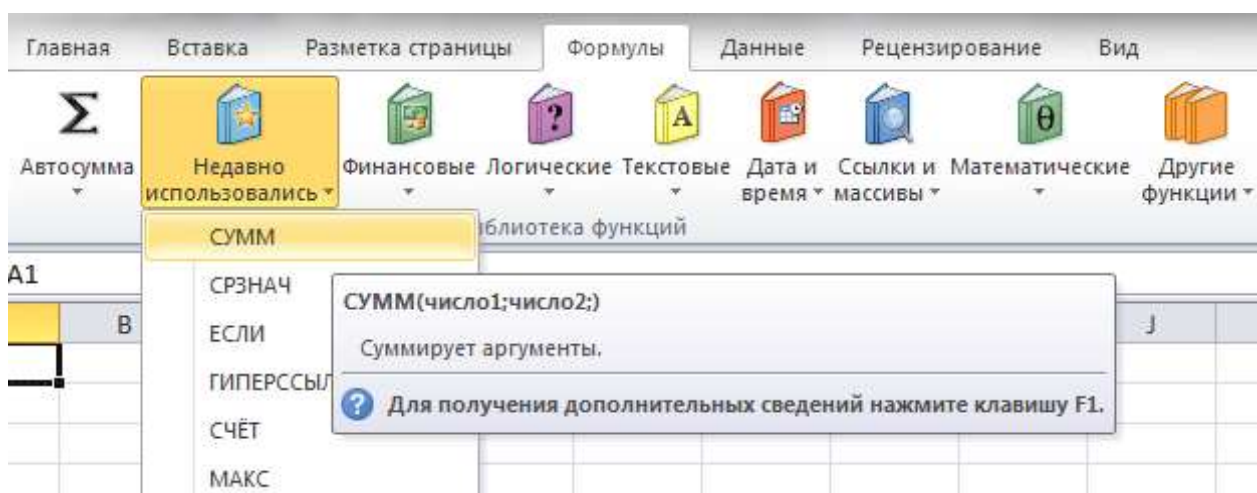 Главная Вставка Разметка страницы Формулы Данные Рецензирование Вид
Σ ? A θ
Автосумма Недавно использовались Финансовые Логические Текстовые Дата и время Ссылки и массивы Математические Другие функции
иблиотека функций
A1
B J
СУММ
СРЗНАЧ
ЕСЛИ
ГИПЕРССЫЛ
СЧЁТ
МАКС
СУММ(число1;число2;)
Суммирует аргументы.
? Для получения дополнительных сведений нажмите клавишу F1.